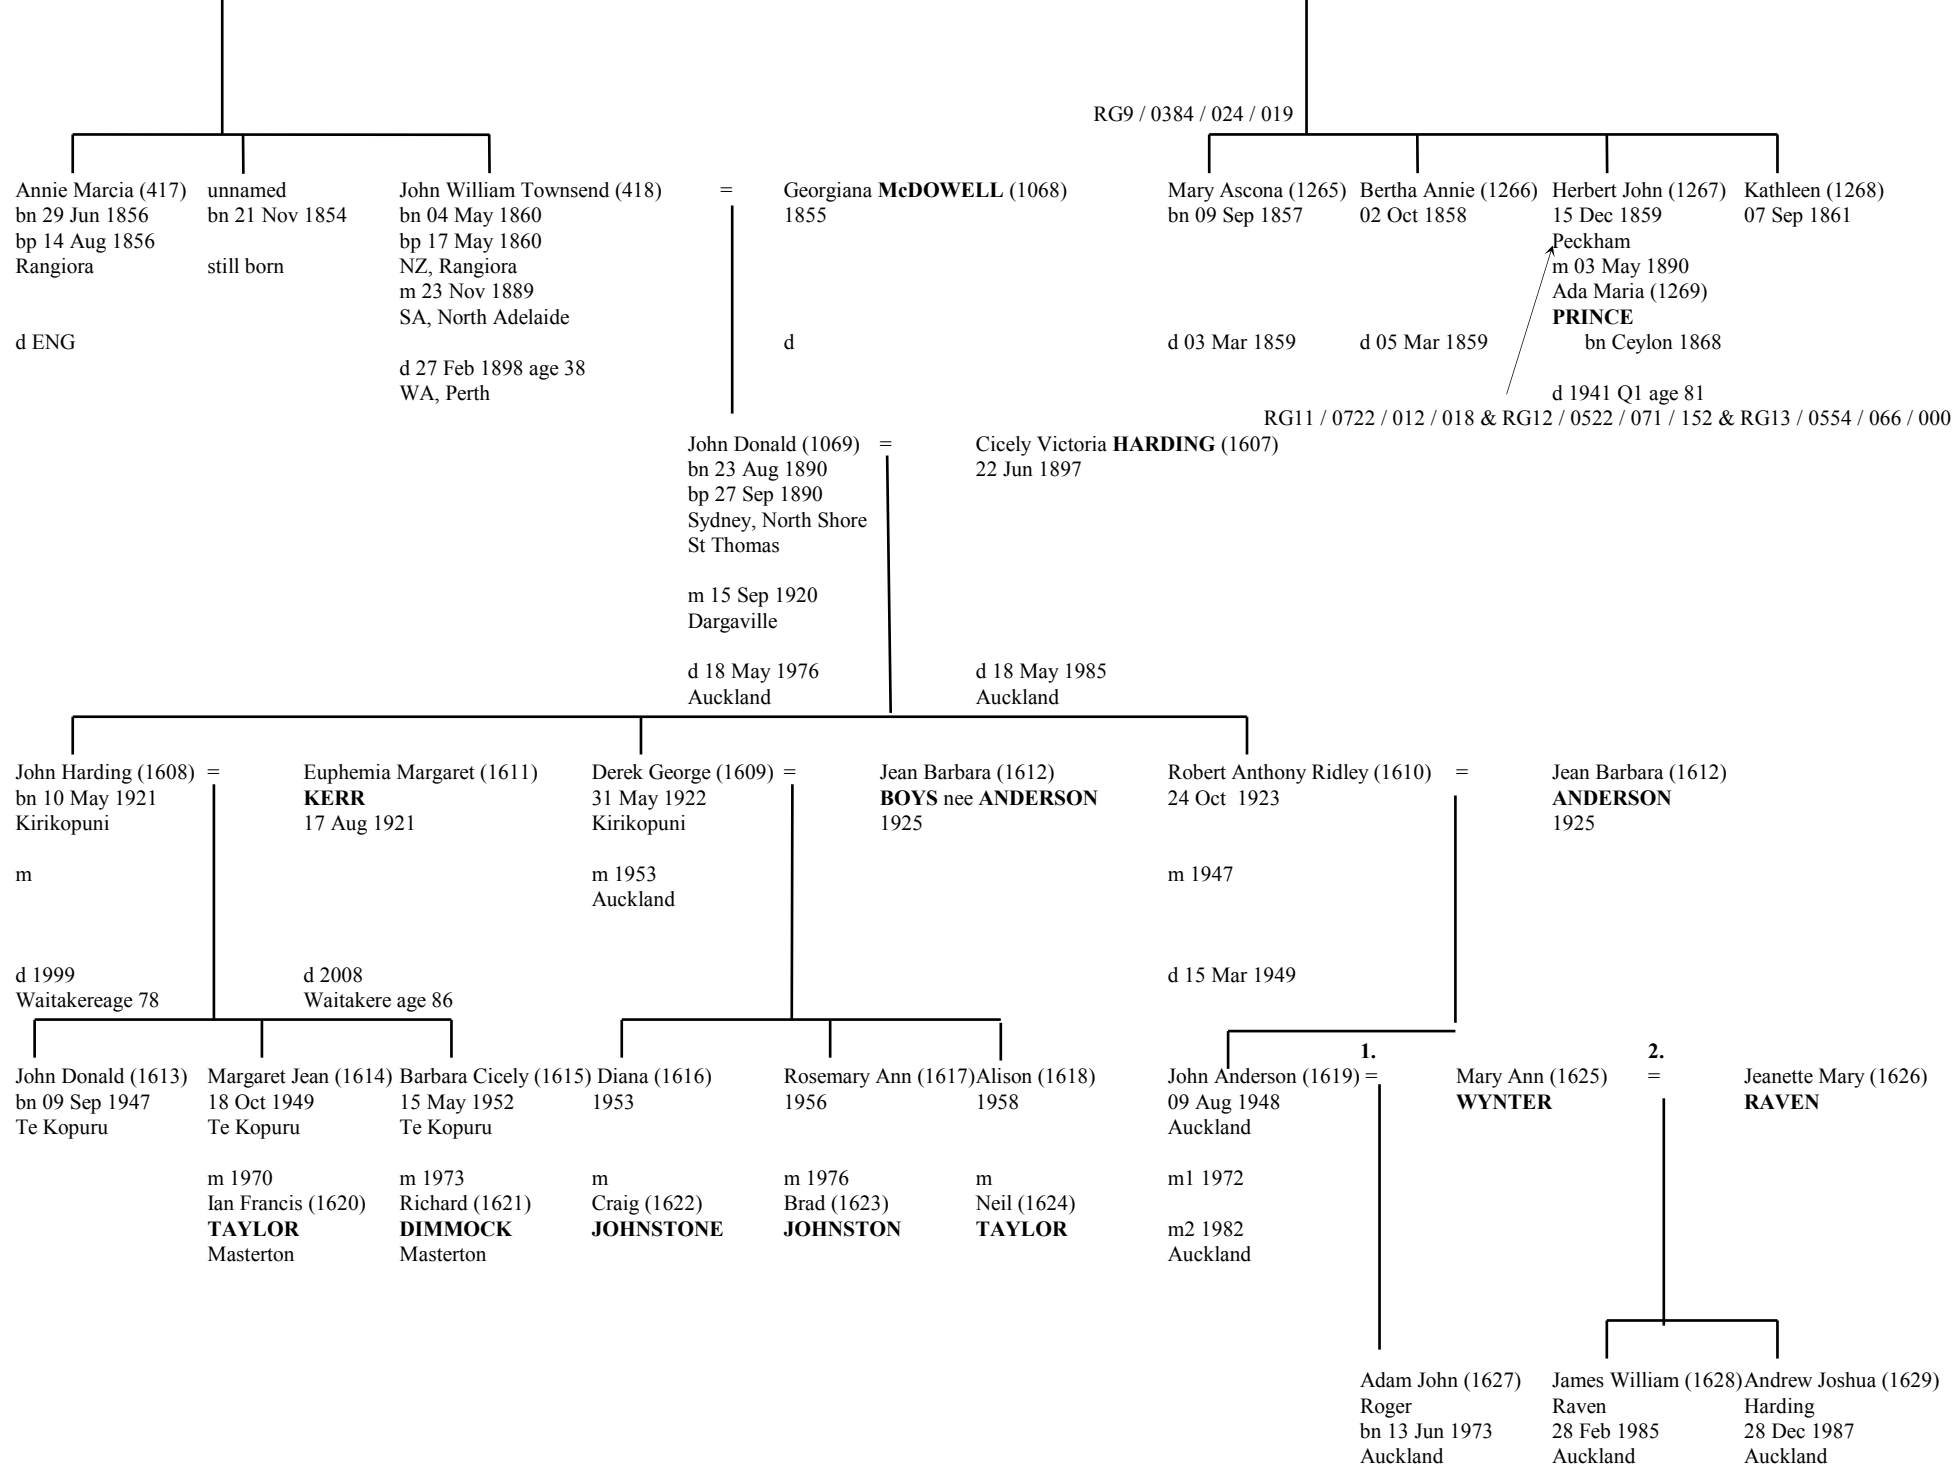 RG9 / 0384 / 024 / 019
Annie Marcia (417)
bn 29 Jun 1856
bp 14 Aug 1856
Rangiora
d ENG
unnamed
bn 21 Nov 1854
still born
John William Townsend (418)
bn 04 May 1860
bp 17 May 1860
NZ, Rangiora
m 23 Nov 1889
SA, North Adelaide
d 27 Feb 1898 age 38
WA, Perth
=
Georgiana McDOWELL (1068)
1855
d
Mary Ascona (1265)
bn 09 Sep 1857
d 03 Mar 1859
Bertha Annie (1266)
02 Oct 1858
d 05 Mar 1859
Herbert John (1267)
15 Dec 1859
Peckham
m 03 May 1890
Ada Maria (1269)
PRINCE
bn Ceylon 1868
d 1941 Q1 age 81
Kathleen (1268)
07 Sep 1861
RG11 / 0722 / 012 / 018 & RG12 / 0522 / 071 / 152 & RG13 / 0554 / 066 / 000
John Donald (1069)
bn 23 Aug 1890
bp 27 Sep 1890
Sydney, North Shore
St Thomas
m 15 Sep 1920
Dargaville
d 18 May 1976
Auckland
=
Cicely Victoria HARDING (1607)
22 Jun 1897
d 18 May 1985
Auckland
John Harding (1608)
bn 10 May 1921
Kirikopuni
m
d 1999
Waitakereage 78
=
Euphemia Margaret (1611)
KERR
17 Aug 1921
d 2008
Waitakere age 86
Derek George (1609)
31 May 1922
Kirikopuni
m 1953
Auckland
=
Jean Barbara (1612)
BOYS nee ANDERSON
1925
Robert Anthony Ridley (1610)
24 Oct 1923
m 1947
d 15 Mar 1949
=
Jean Barbara (1612)
ANDERSON
1925
John Donald (1613)
bn 09 Sep 1947
Te Kopuru
Margaret Jean (1614)
18 Oct 1949
Te Kopuru
m 1970
Ian Francis (1620)
TAYLOR
Masterton
Barbara Cicely (1615)
15 May 1952
Te Kopuru
m 1973
Richard (1621)
DIMMOCK
Masterton
Diana (1616)
1953
m
Craig (1622)
JOHNSTONE
Rosemary Ann (1617)
1956
m 1976
Brad (1623)
JOHNSTON
Alison (1618)
1958
m
Neil (1624)
TAYLOR
John Anderson (1619)
09 Aug 1948
Auckland
m1 1972
m2 1982
Auckland
1.
=
Mary Ann (1625)
WYNTER
2.
=
Jeanette Mary (1626)
RAVEN
Adam John (1627)
Roger
bn 13 Jun 1973
Auckland
James William (1628)
Raven
28 Feb 1985
Auckland
Andrew Joshua (1629)
Harding
28 Dec 1987
Auckland